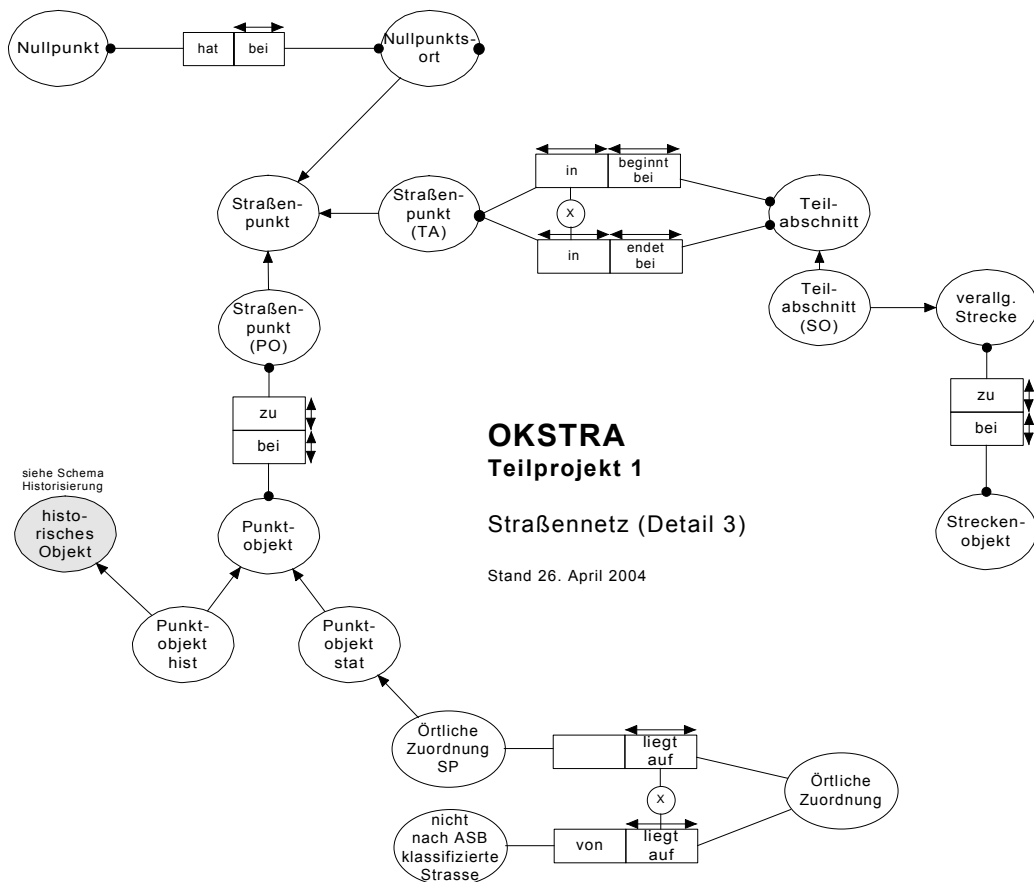 Nullpunkt
hat
bei
Nullpunkts-
ort
Straßen-
punkt
Straßen-
punkt
(TA)
in
beginnt
bei
X
in
endet
bei
Teil-
abschnitt
Teil-
abschnitt
(SO)
verallg.
Strecke
Straßen-
punkt
(PO)
zu
bei
zu
bei
OKSTRA
Teilprojekt 1
Straßennetz (Detail 3)
Stand 26. April 2004
siehe Schema
Historisierung
histo-
risches
Objekt
Punkt-
objekt
Strecken-
objekt
Punkt-
objekt
hist
Punkt-
objekt
stat
Örtliche
Zuordnung
SP
liegt
auf
X
Örtliche
Zuordnung
nicht
nach ASB
klassifizierte
Strasse
von
liegt
auf